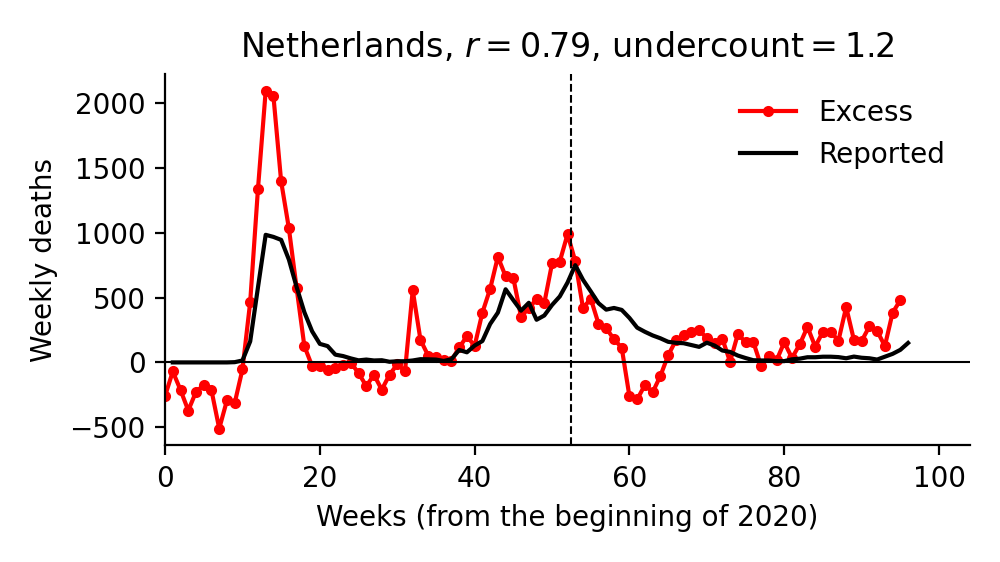 Netherlands, r = 0.79, undercount = 1.2
Excess
Reported
Weekly deaths
2000
1500
1000
500
0
−500
0 20 40 60 80 100
Weeks (from the beginning of 2020)